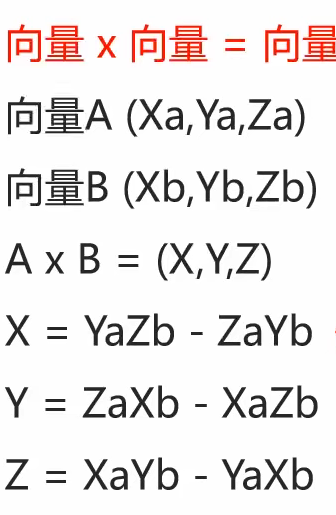 向量 x 向量 = 向量
向量A (Xa,Ya,Za)
向量B (Xb,Yb,Zb)
A x B = (X,Y,Z)
X = YaZb - ZaYb
Y = ZaXb - XaZb
Z = XaYb - YaXb